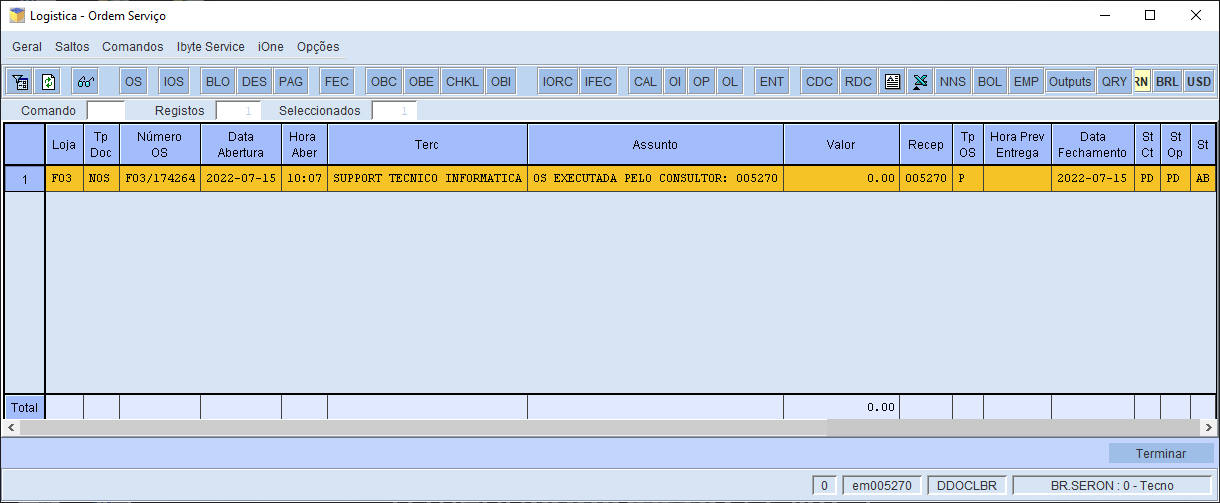 Logistica - Ordem Serviço
Geral Saltos Comandos Ibyte Service iOne Opções
OS IOS BLO DES PAG FEC OBC OBE CHKL OBI IORC IFEC CAL OI OP OL ENT CDC RDC NNS BOL EMP Outputs QRY RN BRL USD
Comando Registos 1 Seleccionados 1
Loja Tp Doc Número OS Data Abertura Hora Aber Terc Assunto Valor Recep Tp OS Hora Prev Entrega Data Fechamento St Ct St Op St
1 F03 NOS F03/174264 2022-07-15 10:07 SUPPORT TECNICO INFORMATICA OS EXECUTADA PELO CONSULTOR: 005270 0.00 005270 P 2022-07-15 PD PD AB
Total 0.00
Terminar
0 em005270 DDOCLBR BR.SERON : 0 - Tecno